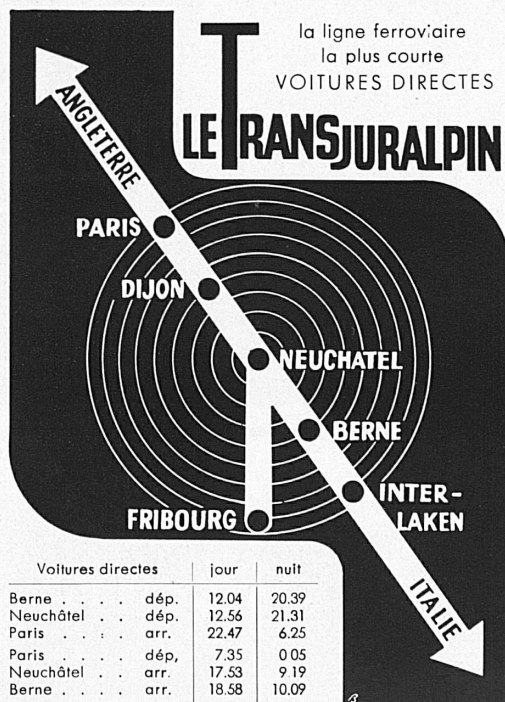 la ligne ferroviaire
la plus courte
VOITURES DIRECTES
LE TRANSJURALPIN
ANGLETERRE
PARIS
DIJON
NEUCHATEL
BERNE
INTER-
LAKEN
FRIBOURG
ITALIE
Voitures directes jour nuit
Berne . . . . dép. 12.04 20.39
Neuchâtel . . dép. 12.56 21.31
Paris . . : . arr. 22.47 6.25
Paris . . . . dép, 7.35 0 05
Neuchâtel . . arr. 17.53 9.19
Berne . . . . arr. 18.58 10.09